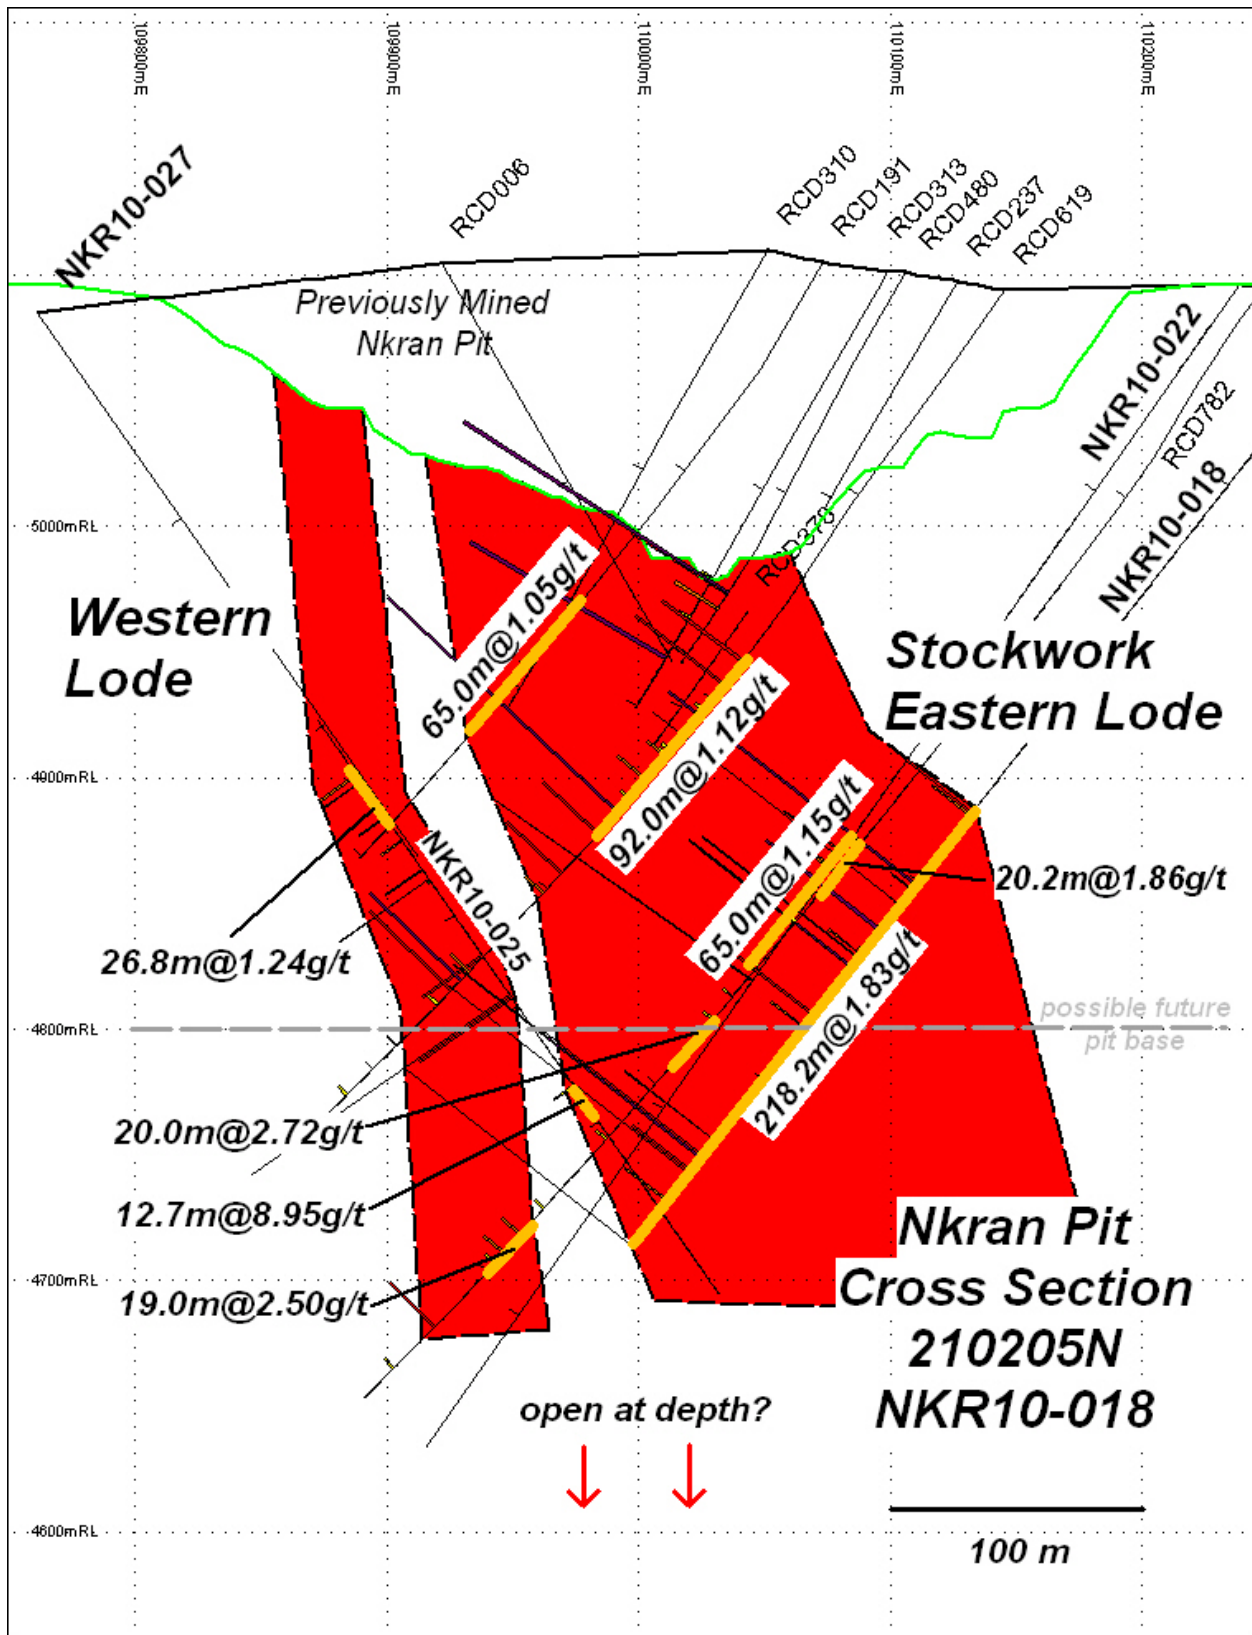 109800mE
109900mE
110000mE
110100mE
110200mE
NKR10-027
RCD006
RCD310
RCD191
RCD313
RCD480
RCD237
RCD619
Previously Mined
Nkran Pit
NKR10-022
RCD782
NKR10-018
5000mRL
RCD378
65.0m@1.05g/t
Western
Lode
Stockwork
Eastern Lode
92.0m@1.12g/t
4900mRL
65.0m@1.15g/t
20.2m@1.86g/t
NKR10-025
26.8m@1.24g/t
218.2m@1.83g/t
possible future
pit base
4800mRL
20.0m@2.72g/t
12.7m@8.95g/t
19.0m@2.50g/t
4700mRL
Nkran Pit
Cross Section
210205N
NKR10-018
open at depth?
4600mRL
100 m